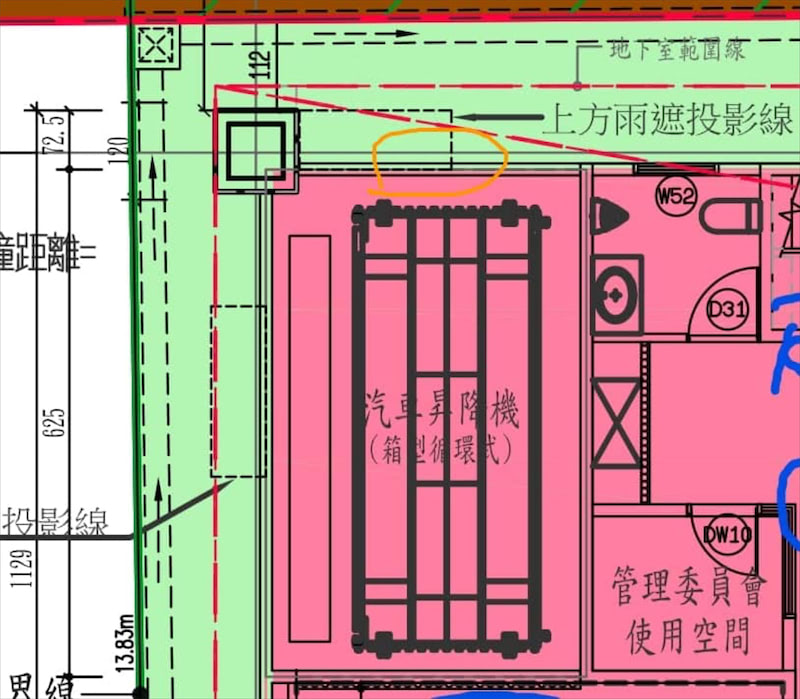 地下室範圍線
112
上方雨遮投影線
72.5
120
W52
距離=
D31
汽車昇降機
(箱型循環式)
625
投影線
DW10
1129
管理委員會
使用空間
13.83m
界線